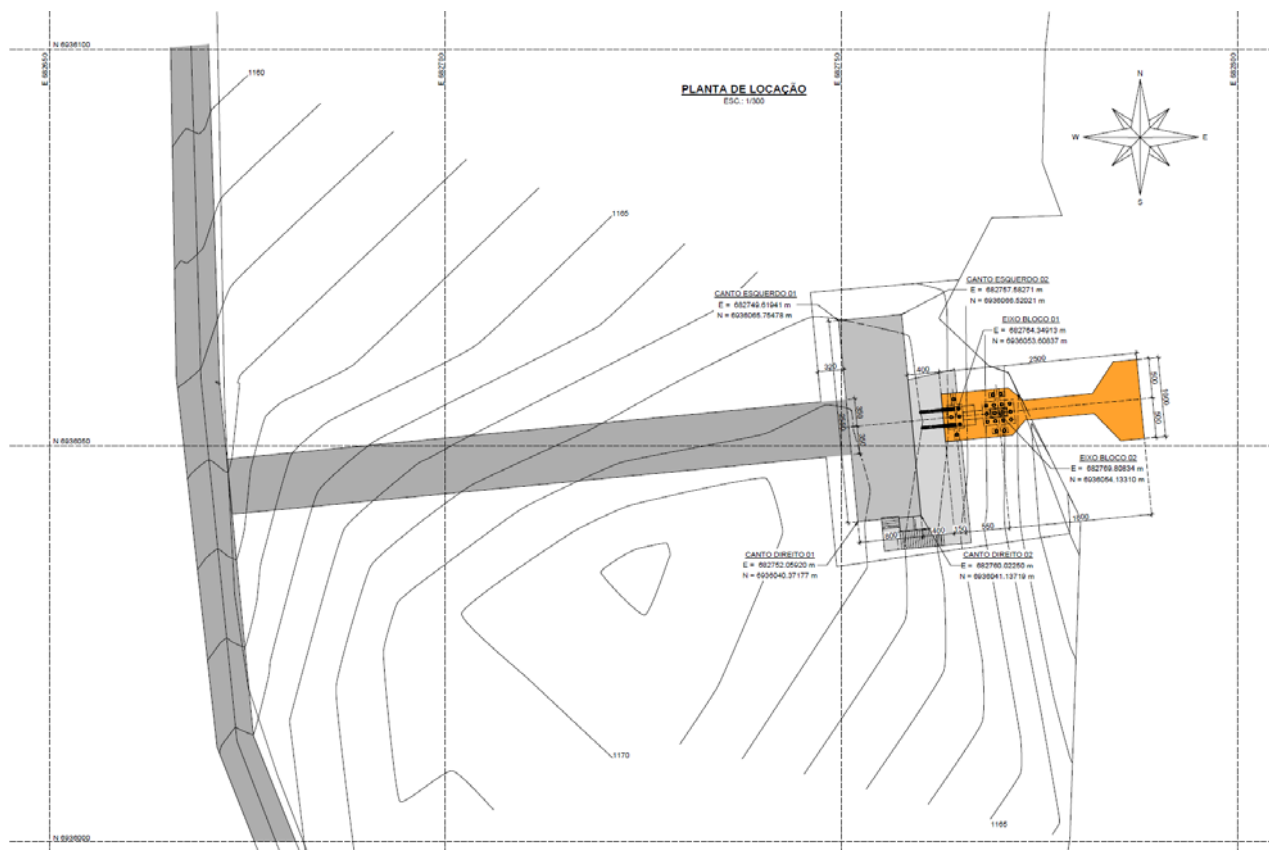 N 6936100
E 682650
E 682700
E 682750
E 682800
1160
PLANTA DE LOCAÇÃO
ESC.: 1/300
N
W
E
S
1165
CANTO ESQUERDO 01
E = 682749.61941 m
N = 6936065.75478 m
CANTO ESQUERDO 02
E = 682757.58271 m
N = 6936066.52021 m
EIXO BLOCO 01
E = 682764.34913 m
N = 6936053.60837 m
320
400
2500
500
1000
500
350
350
N 6936050
EIXO BLOCO 02
E = 682769.80834 m
N = 6936054.13310 m
800
400
150
550
1800
CANTO DIREITO 01
E = 682752.05920 m
N = 6936040.37177 m
CANTO DIREITO 02
E = 682760.02250 m
N = 6936041.13719 m
1170
1165
N 6936000